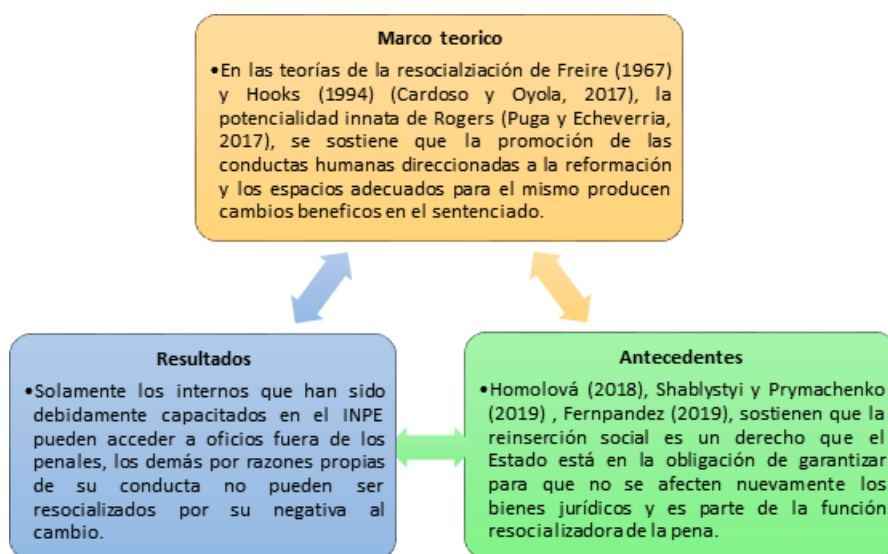 Marco teorico
•En las teorías de la resocialziación de Freire (1967)
y Hooks (1994) (Cardoso y Oyola, 2017), la
potencialidad innata de Rogers (Puga y Echeverria,
2017), se sostiene que la promoción de las
conductas humanas direccionadas a la reformación
y los espacios adecuados para el mismo producen
cambios beneficos en el sentenciado.
Resultados
•Solamente los internos que han sido
debidamente capacitados en el INPE
pueden acceder a oficios fuera de los
penales, los demás por razones propias
de su conducta no pueden ser
resocializados por su negativa al
cambio.
Antecedentes
•Homolová (2018), Shablystyi y Prymachenko
(2019) , Fernpandez (2019), sostienen que la
reinserción social es un derecho que el
Estado está en la obligación de garantizar
para que no se afecten nuevamente los
bienes jurídicos y es parte de la función
resocializadora de la pena.